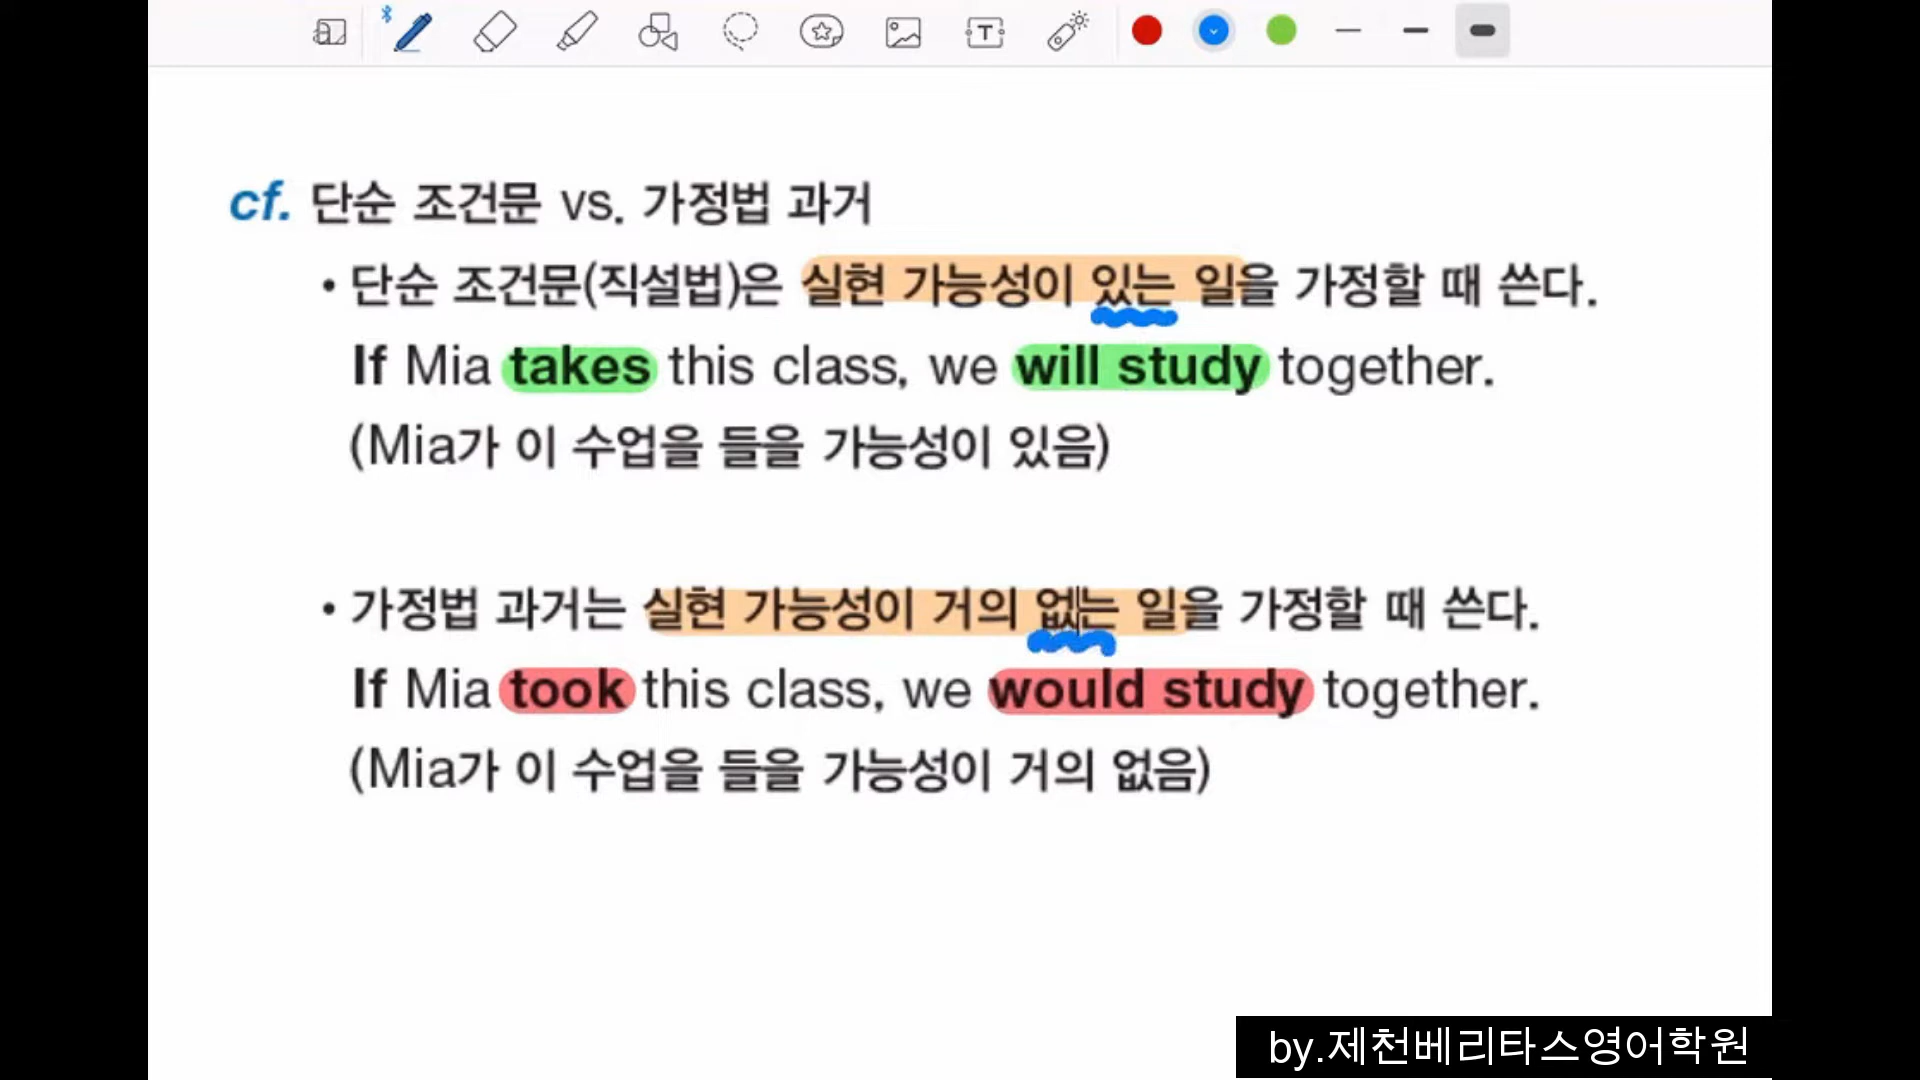 cf. 단순 조건문 vs. 가정법 과거
• 단순 조건문(직설법)은 실현 가능성이 있는 일을 가정할 때 쓴다.
If Mia takes this class, we will study together.
(Mia가 이 수업을 들을 가능성이 있음)
• 가정법 과거는 실현 가능성이 거의 없는 일을 가정할 때 쓴다.
If Mia took this class, we would study together.
(Mia가 이 수업을 들을 가능성이 거의 없음)
by.제천베리타스영어학원